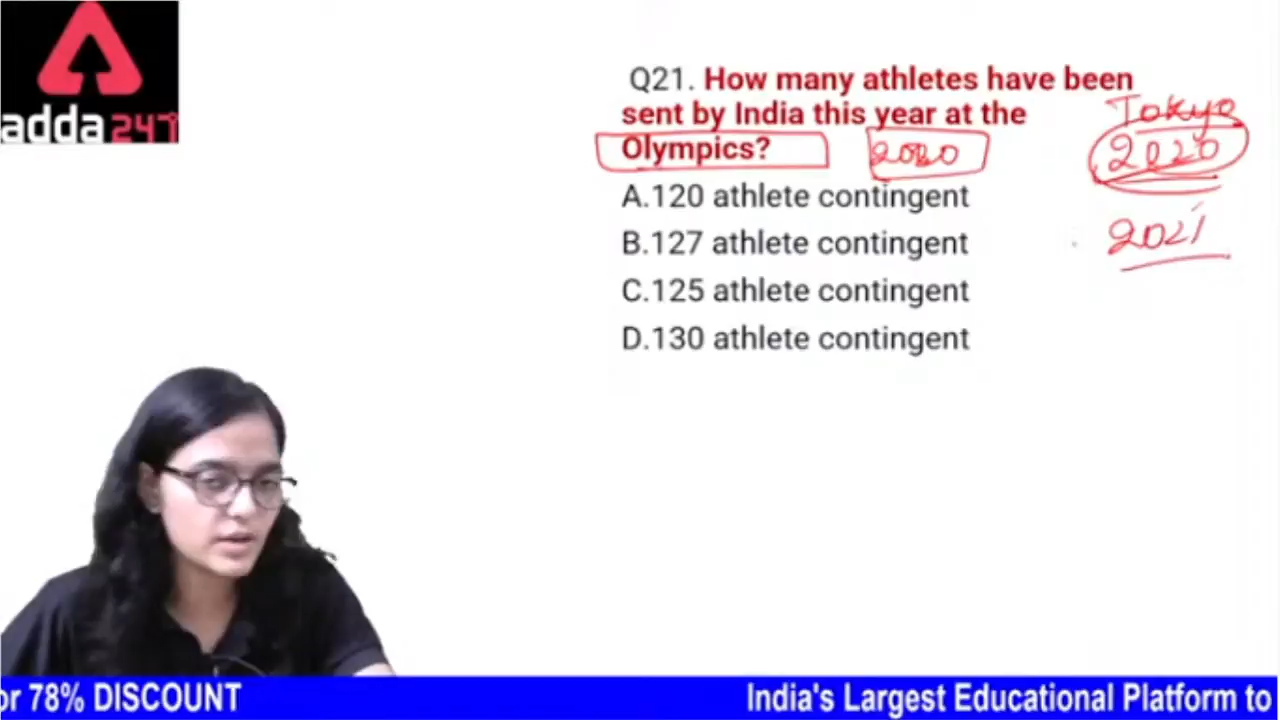 adda247
Q21. How many athletes have been
sent by India this year at the
Olympics? 2020
Tokyo
2020
2021
A.120 athlete contingent
B.127 athlete contingent
C.125 athlete contingent
D.130 athlete contingent
or 78% DISCOUNT
India's Largest Educational Platform to